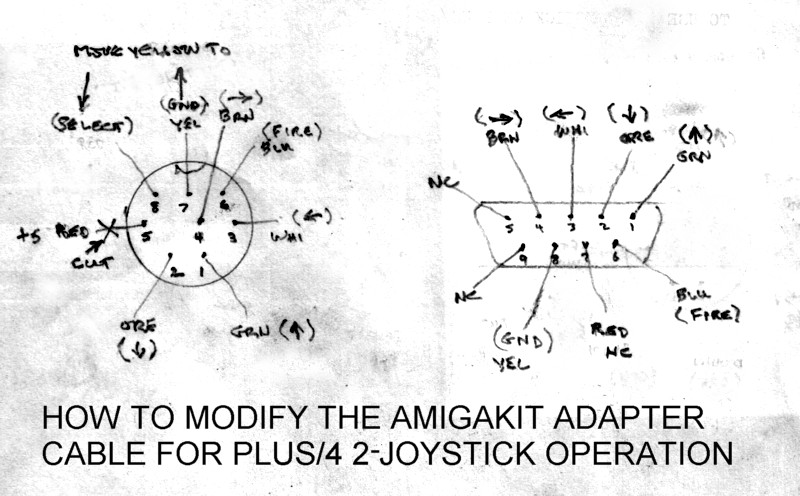 MOVE YELLOW TO
(SELECT)
(GND)
YEL
(→)
BRN
(FIRE)
BLU
8
7
6
+5 RED
CUT
5
4
3
WHI
(←)
2
1
ORE
(↓)
GRN (↑)
(→)
BRN
(←)
WHI
(↓)
ORE
(↑)
GRN
NC
5 4 3 2 1
9 8 7 6
NC
(GND)
YEL
RED
NC
BLU
(FIRE)
HOW TO MODIFY THE AMIGAKIT ADAPTER
CABLE FOR PLUS/4 2-JOYSTICK OPERATION